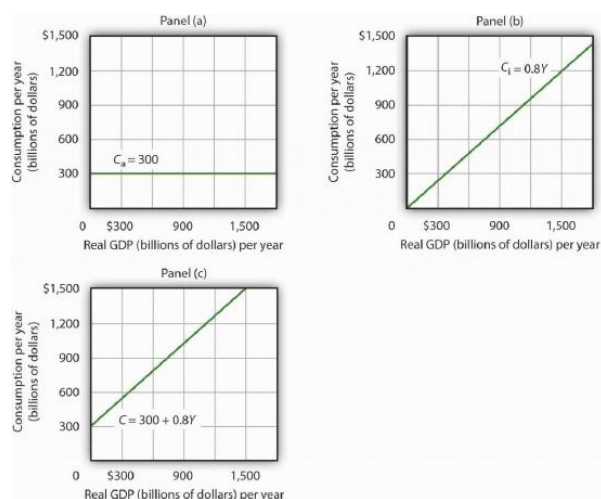 Panel (a)
Consumption per year
(billions of dollars)
$1,500
1,200
900
600
300
Cₐ = 300
0 $300 900 1,500
Real GDP (billions of dollars) per year
Panel (b)
Consumption per year
(billions of dollars)
$1,500
1,200
900
600
300
Cᵢ = 0.8Y
0 $300 900 1,500
Real GDP (billions of dollars) per year
Panel (c)
Consumption per year
(billions of dollars)
$1,500
1,200
900
600
300
C = 300 + 0.8Y
0 $300 900 1,500
Real GDP (billions of dollars) per year